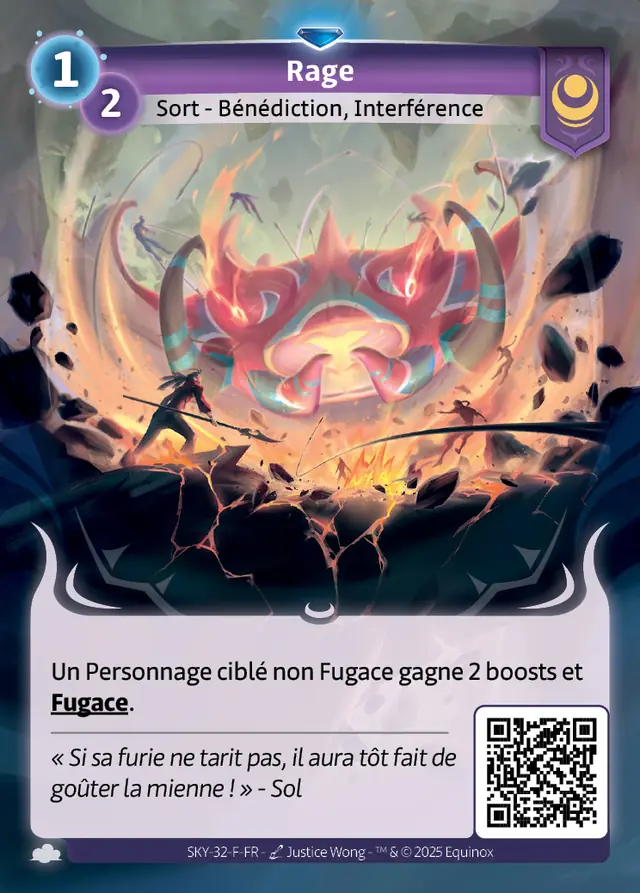 1
Rage
2
Sort - Bénédiction, Interférence
Un Personnage ciblé non Fugace gagne 2 boosts et
Fugace.
« Si sa furie ne tarit pas, il aura tôt fait de
goûter la mienne ! » - Sol
SKY-32-F-FR - Justice Wong - ™ & © 2025 Equinox